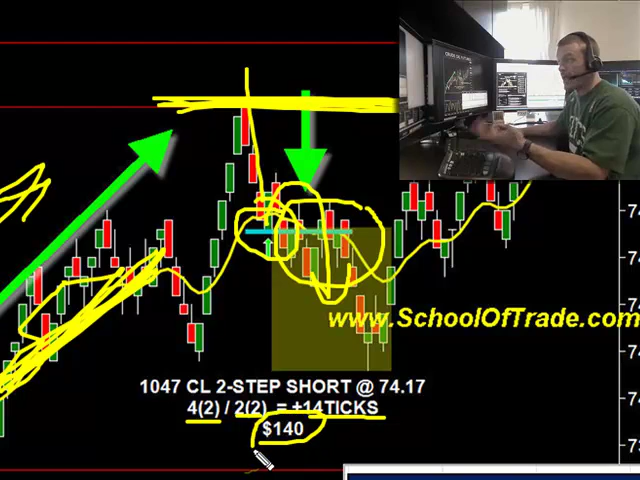 www.SchoolOfTrade.com
1047 CL 2-STEP SHORT @ 74.17
4(2) / 2(2) = +14TICKS
$140